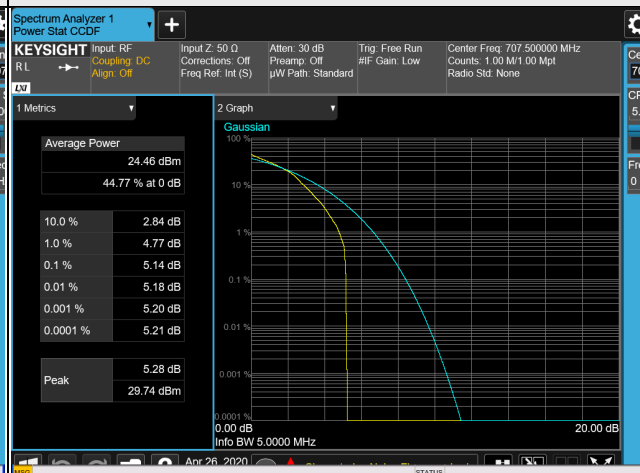 Spectrum Analyzer 1
Power Stat CCDF
KEYSIGHT
R L
LXI
Input: RF
Coupling: DC
Align: Off
Input Z: 50 Ω
Corrections: Off
Freq Ref: Int (S)
Atten: 30 dB
Preamp: Off
µW Path: Standard
Trig: Free Run
#IF Gain: Low
Center Freq: 707.500000 MHz
Counts: 1.00 M/1.00 Mpt
Radio Std: None
1 Metrics
Average Power
24.46 dBm
44.77 % at 0 dB
10.0 % 2.84 dB
1.0 % 4.77 dB
0.1 % 5.14 dB
0.01 % 5.18 dB
0.001 % 5.20 dB
0.0001 % 5.21 dB
Peak
5.28 dB
29.74 dBm
2 Graph
Gaussian
100 %
10 %
1 %
0.1 %
0.01 %
0.001 %
0.0001 %
0.00 dB 20.00 dB
Info BW 5.0000 MHz
Apr 26, 2020
MSG STATUS